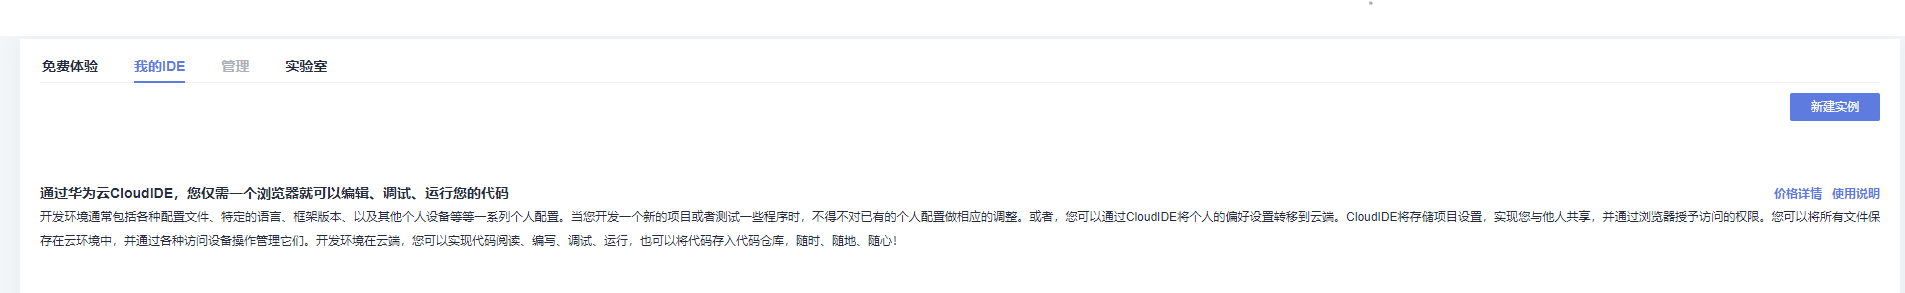 免费体验 我的IDE 管理 实验室
新建实例
通过华为云CloudIDE，您仅需一个浏览器就可以编辑、调试、运行您的代码
价格详情 使用说明
开发环境通常包括各种配置文件、特定的语言、框架版本、以及其他个人设备等等一系列个人配置。当您开发一个新的项目或者测试一些程序时，不得不对已有的个人配置做相应的调整。或者，您可以通过CloudIDE将个人的偏好设置转移到云端。CloudIDE将存储项目设置，实现您与他人共享，并通过浏览器授予访问的权限。您可以将所有文件保
存在云环境中，并通过各种访问设备操作管理它们。开发环境在云端，您可以实现代码阅读、编写、调试、运行，也可以将代码存入代码仓库，随时、随地、随心！